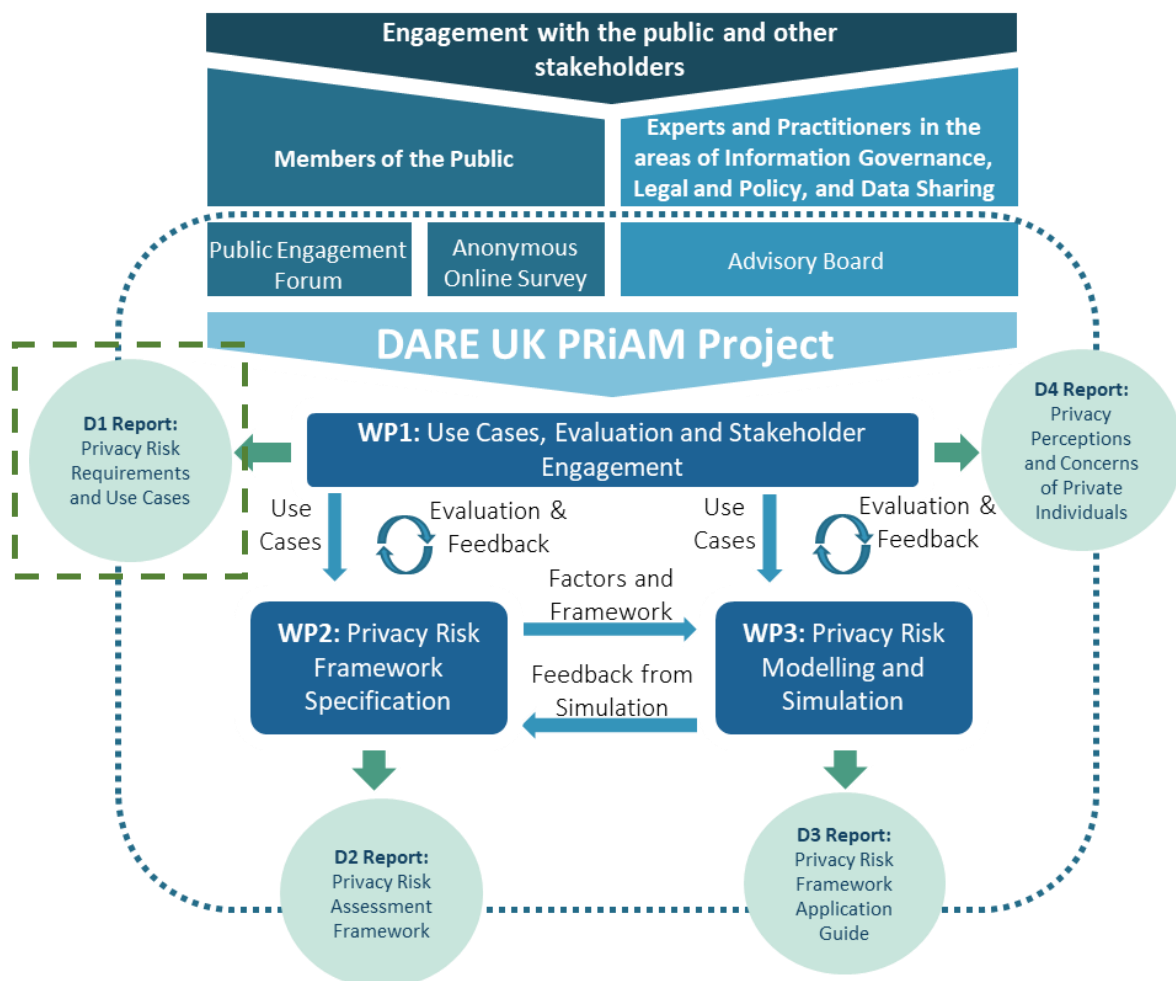 Engagement with the public and other
stakeholders
Members of the Public
Experts and Practitioners in the
areas of Information Governance,
Legal and Policy, and Data Sharing
Public Engagement
Forum
Anonymous
Online Survey
Advisory Board
DARE UK PRiAM Project
D1 Report:
Privacy Risk
Requirements
and Use Cases
WP1: Use Cases, Evaluation and Stakeholder
Engagement
D4 Report:
Privacy
Perceptions
and Concerns
of Private
Individuals
Use
Cases
Evaluation &
Feedback
Use
Cases
Evaluation &
Feedback
WP2: Privacy Risk
Framework
Specification
Factors and
Framework
Feedback from
Simulation
WP3: Privacy Risk
Modelling and
Simulation
D2 Report:
Privacy Risk
Assessment
Framework
D3 Report:
Privacy Risk
Framework
Application
Guide